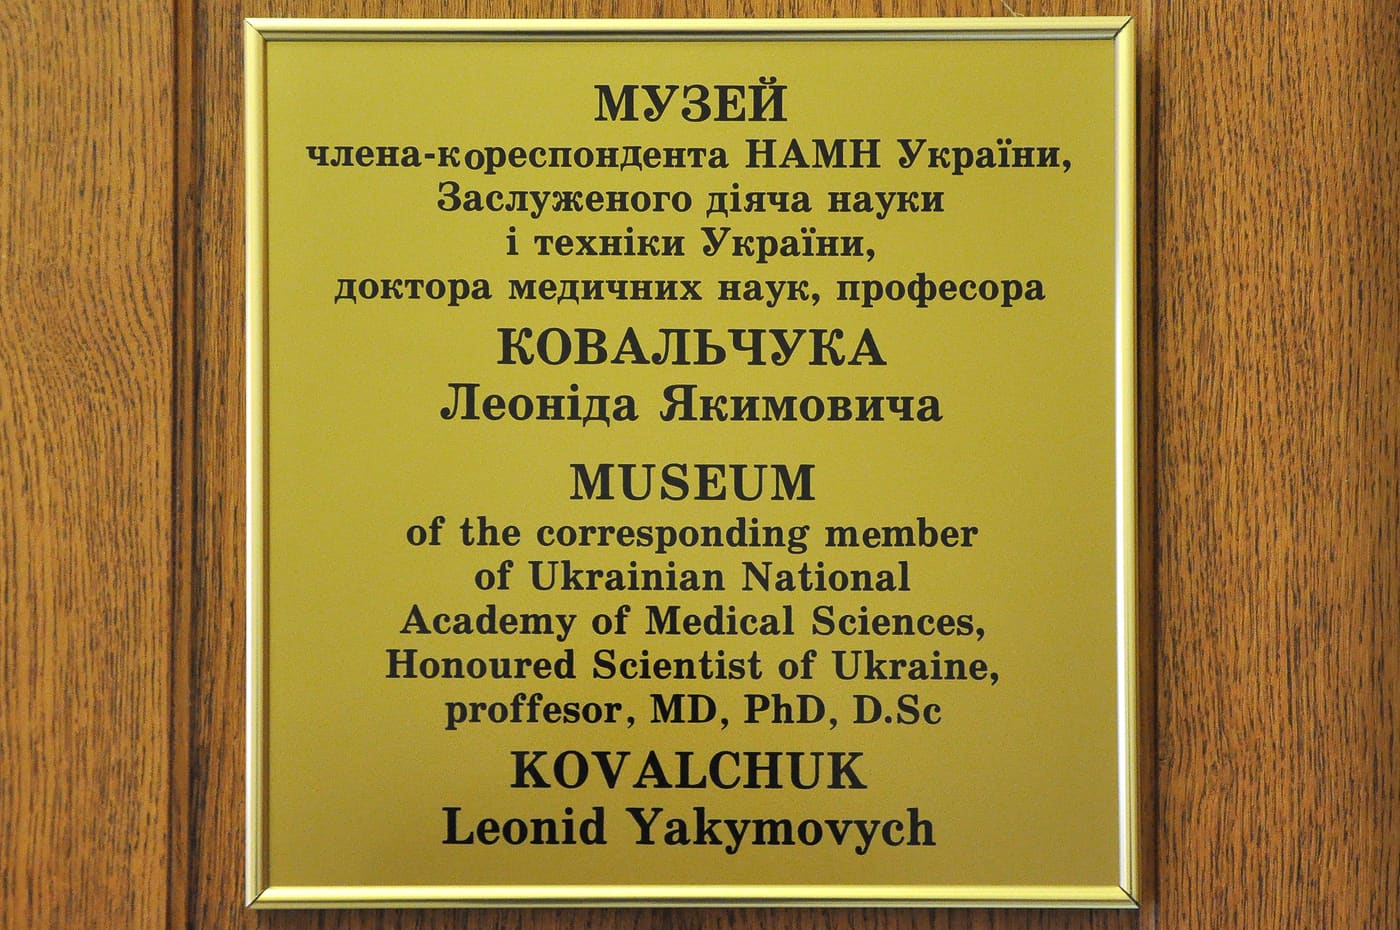 МУЗЕЙ
члена-кореспондента НАМН України,
Заслуженого діяча науки
і техніки України,
доктора медичних наук, професора
КОВАЛЬЧУКА
Леоніда Якимовича
MUSEUM
of the corresponding member
of Ukrainian National
Academy of Medical Sciences,
Honoured Scientist of Ukraine,
proffesor, MD, PhD, D.Sc
KOVALCHUK
Leonid Yakymovych